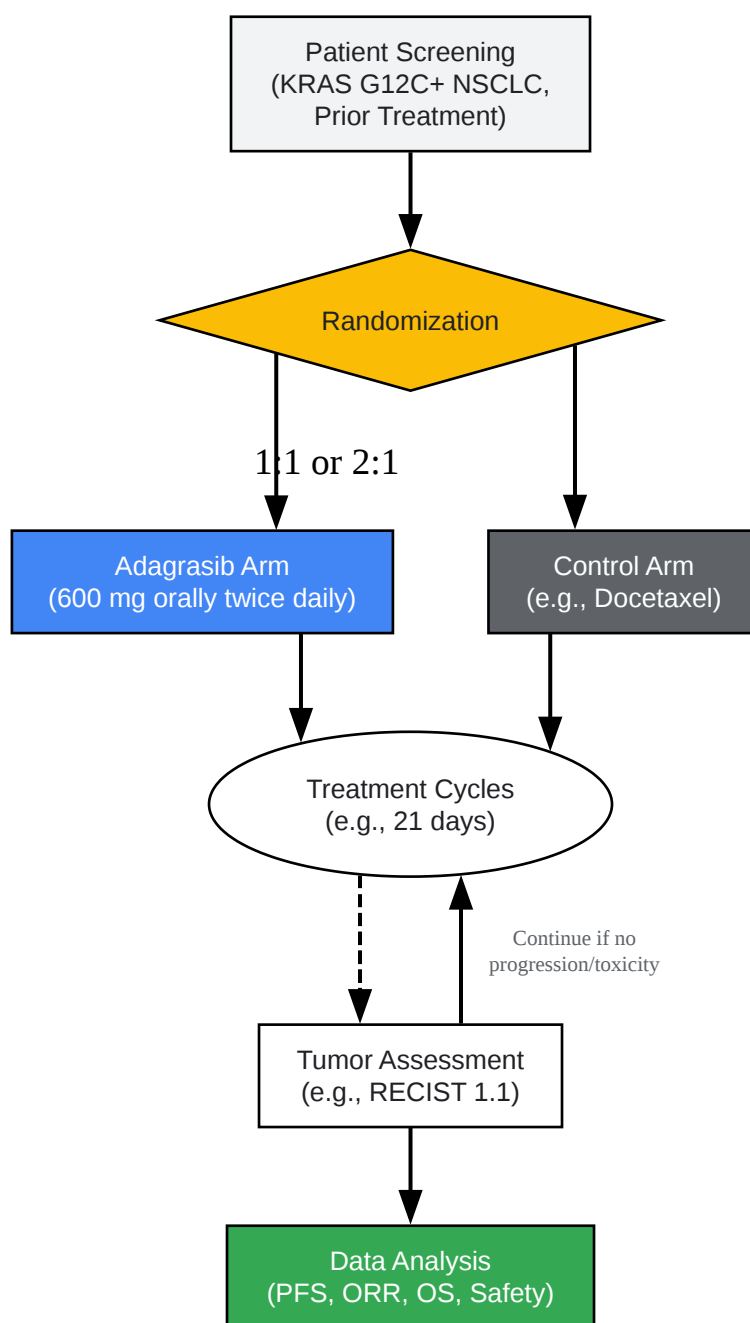 Patient Screening
(KRAS G12C+ NSCLC,
Prior Treatment)
Randomization
1:1 or 2:1
Adagrasib Arm
(600 mg orally twice daily)
Control Arm
(e.g., Docetaxel)
Treatment Cycles
(e.g., 21 days)
Continue if no
progression/toxicity
Tumor Assessment
(e.g., RECIST 1.1)
Data Analysis
(PFS, ORR, OS, Safety)